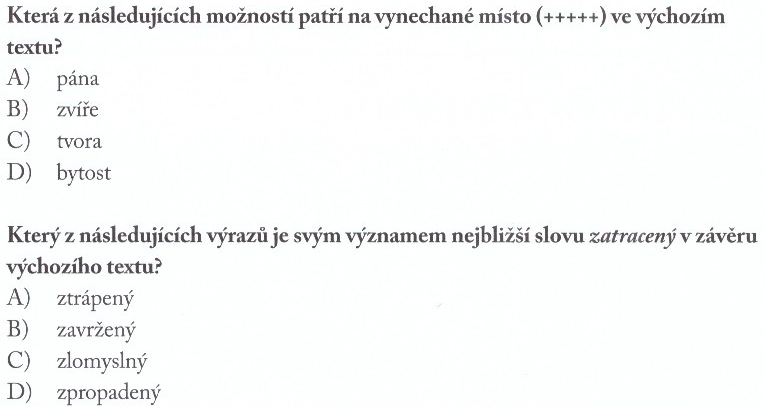 Která z následujících možností patří na vynechané místo (+++++) ve výchozím
textu?
A) pána
B) zvíře
C) tvora
D) bytost
Který z následujících výrazů je svým významem nejbližší slovu zatracený v závěru
výchozího textu?
A) ztrápený
B) zavržený
C) zlomyslný
D) zpropadený